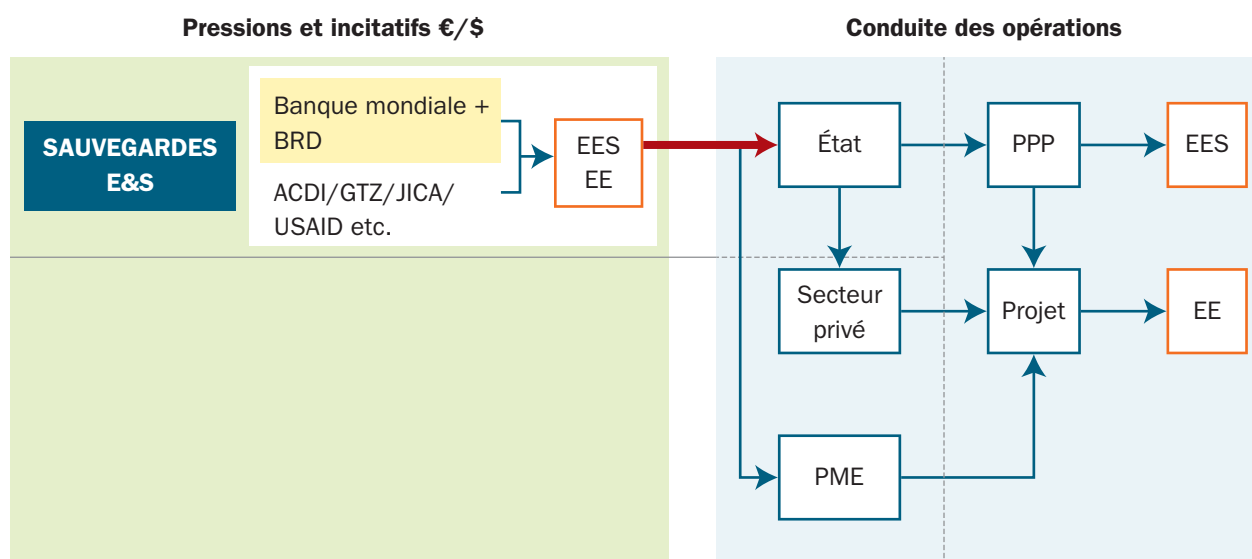 Pressions et incitatifs €/$
Conduite des opérations
SAUVEGARDES
E&S
Banque mondiale +
BRD
ACDI/GTZ/JICA/
USAID etc.
EES
EE
État
PPP
EES
Secteur
privé
Projet
EE
PME